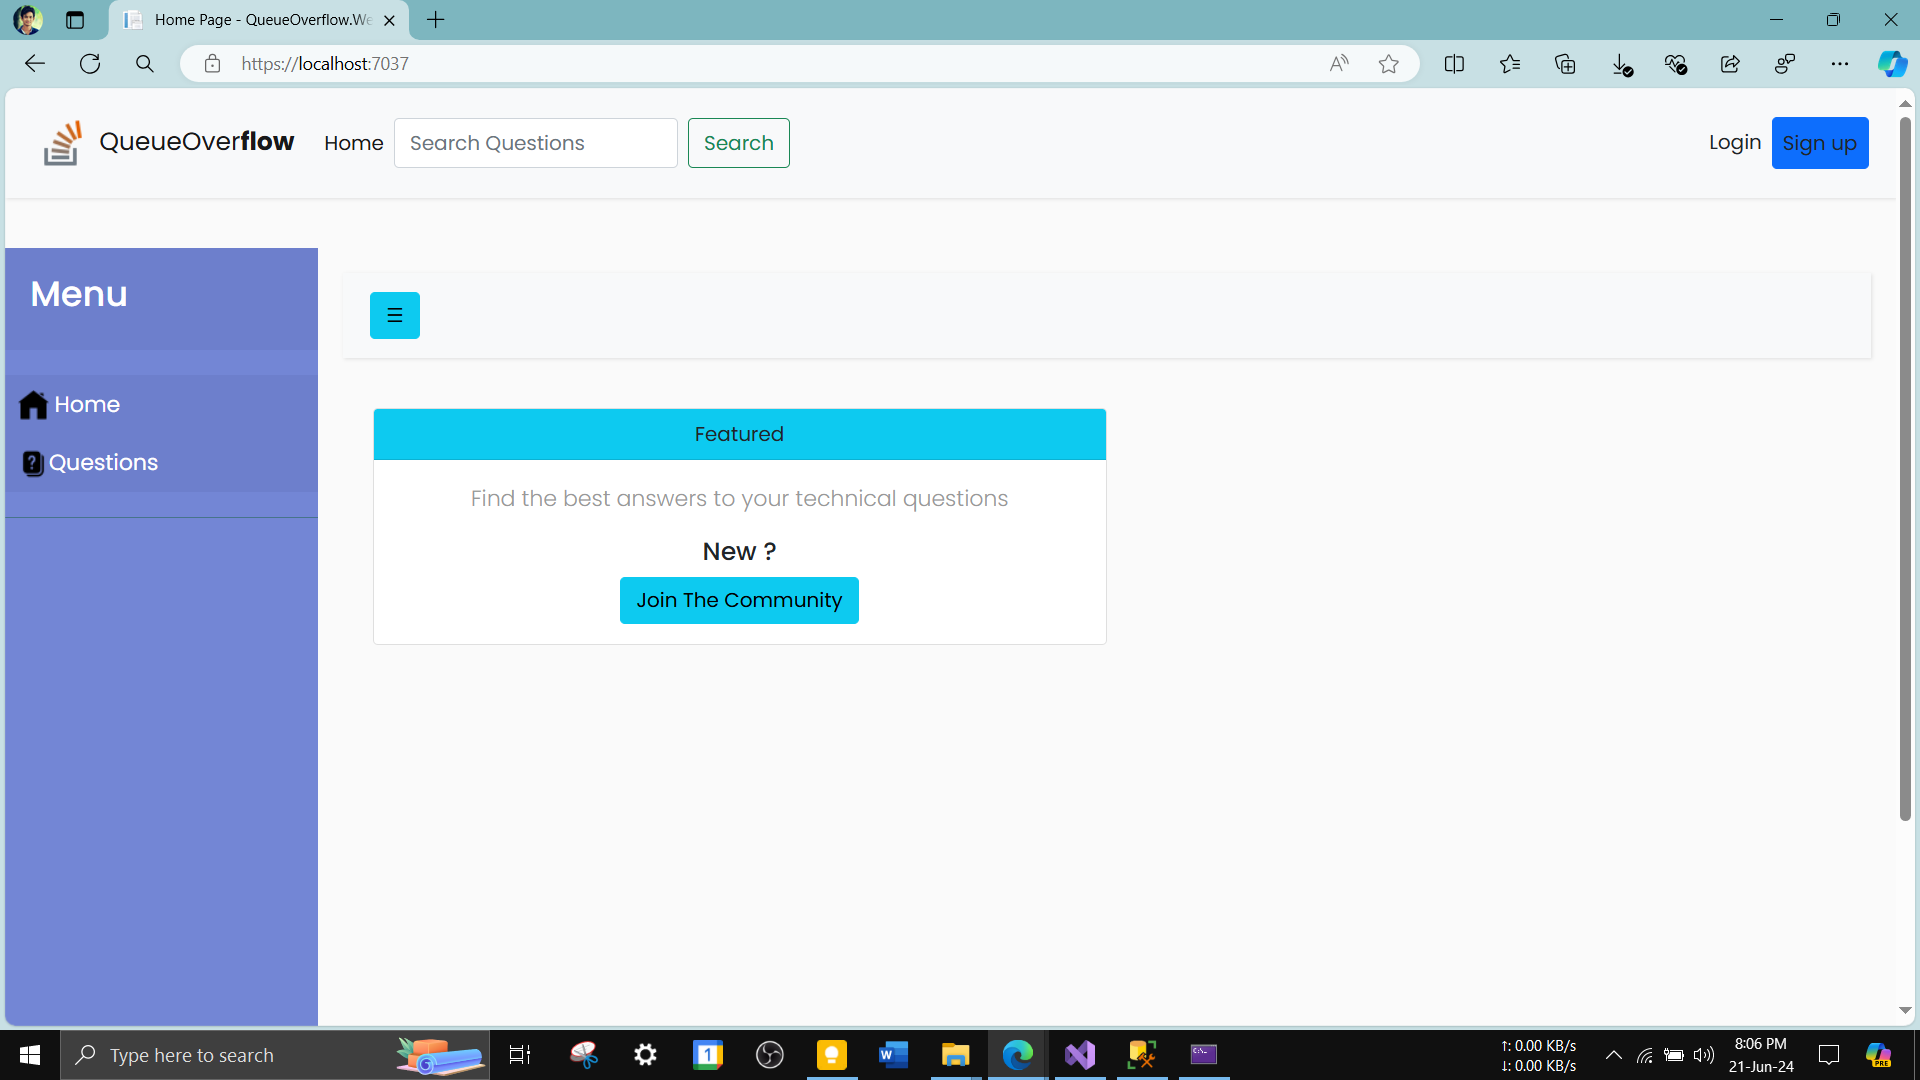 Home Page - QueueOverflow.We
https://localhost:7037
QueueOverflow
Home
Search Questions
Search
Login
Sign up
Menu
☰
Home
Questions
Featured
Find the best answers to your technical questions
New ?
Join The Community
Type here to search
1
W
↑: 0.00 KB/s
↓: 0.00 KB/s
8:06 PM
21-Jun-24
PRE